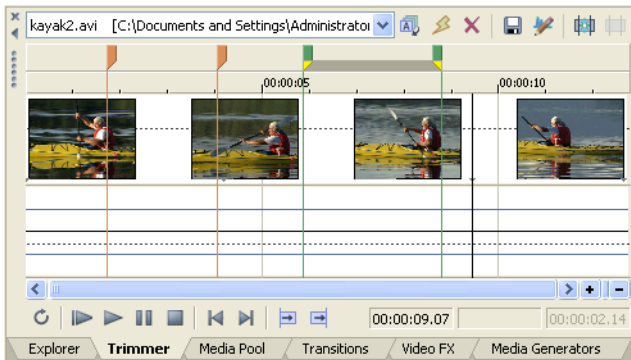 kayak2.avi [C:\Documents and Settings\Administrato
00:00:05 00:00:10
00:00:09.07 00:00:02.14
Explorer Trimmer Media Pool Transitions Video FX Media Generators